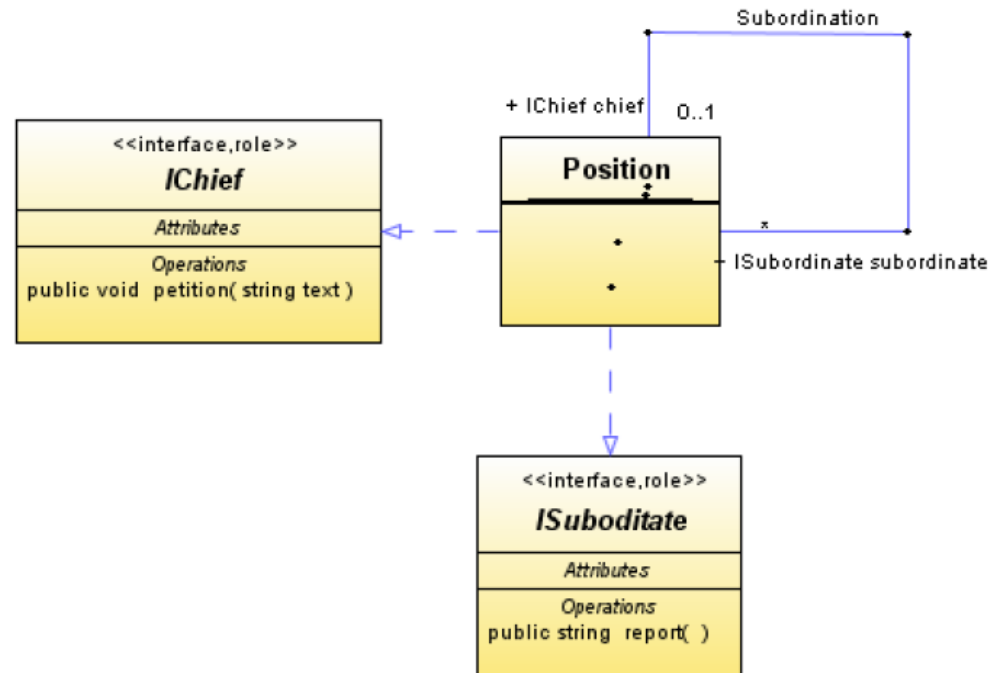 Subordination
+ IChief chief
0..1
<<interface,role>>
IChief
Attributes
Operations
public void petition( string text )
Position
*
+ ISubordinate subordinate
<<interface,role>>
ISuboditate
Attributes
Operations
public string report( )